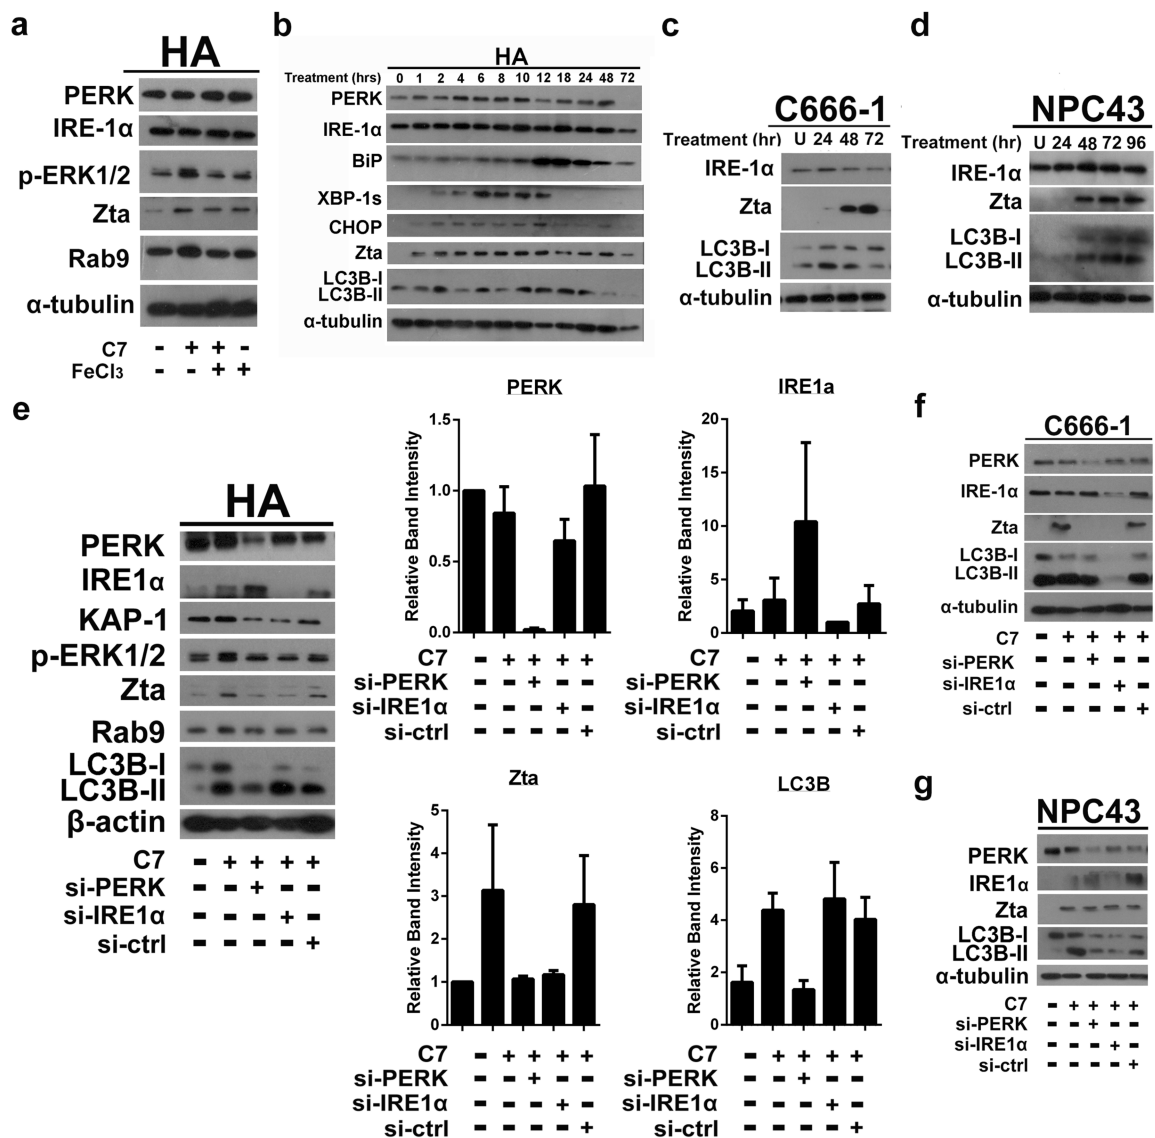 a
HA
PERK
IRE-1α
p-ERK1/2
Zta
Rab9
α-tubulin
C7 - + + -
FeCl3 - - + +
b
HA
Treatment (hrs) 0 1 2 4 6 8 10 12 18 24 48 72
PERK
IRE-1α
BiP
XBP-1s
CHOP
Zta
LC3B-I
LC3B-II
α-tubulin
c
C666-1
Treatment (hr) U 24 48 72
IRE-1α
Zta
LC3B-I
LC3B-II
α-tubulin
d
NPC43
Treatment (hr) U 24 48 72 96
IRE-1α
Zta
LC3B-I
LC3B-II
α-tubulin
e
HA
PERK
IRE1α
KAP-1
p-ERK1/2
Zta
Rab9
LC3B-I
LC3B-II
β-actin
C7 - + + + +
si-PERK - - + - -
si-IRE1α - - - + -
si-ctrl - - - - +
PERK
Relative Band Intensity
1.5
1.0
0.5
0.0
C7 - + + + +
si-PERK - - + - -
si-IRE1α - - - + -
si-ctrl - - - - +
IRE1a
Relative Band Intensity
20
15
10
5
0
C7 - + + + +
si-PERK - - + - -
si-IRE1α - - - + -
si-ctrl - - - - +
Zta
Relative Band Intensity
5
4
3
2
1
0
C7 - + + + +
si-PERK - - + - -
si-IRE1α - - - + -
si-ctrl - - - - +
LC3B
Relative Band Intensity
8
6
4
2
0
C7 - + + + +
si-PERK - - + - -
si-IRE1α - - - + -
si-ctrl - - - - +
f
C666-1
PERK
IRE-1α
Zta
LC3B-I
LC3B-II
α-tubulin
C7 - + + + +
si-PERK - - + - -
si-IRE1α - - - + -
si-ctrl - - - - +
g
NPC43
PERK
IRE1α
Zta
LC3B-I
LC3B-II
α-tubulin
C7 - + + + +
si-PERK - - + - -
si-IRE1α - - - + -
si-ctrl - - - - +